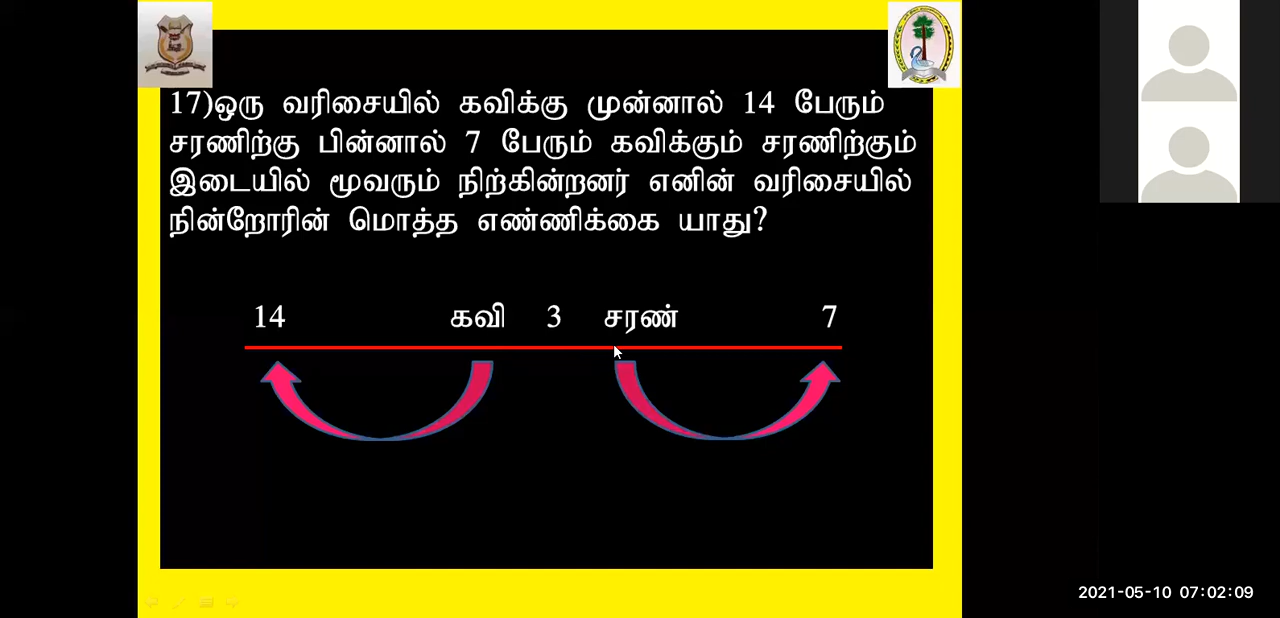 17)ஒரு வரிசையில் கவிக்கு முன்னால் 14 பேரும்
சரணிற்கு பின்னால் 7 பேரும் கவிக்கும் சரணிற்கும்
இடையில் மூவரும் நிற்கின்றனர் எனின் வரிசையில்
நின்றோரின் மொத்த எண்ணிக்கை யாது?
14 கவி 3 சரண் 7
2021-05-10 07:02:09